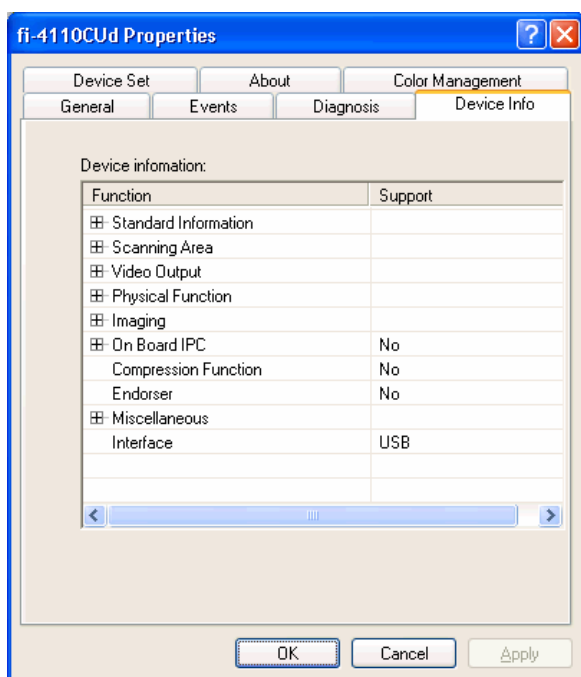 fi-4110CUd Properties
Device Set About Color Management
General Events Diagnosis Device Info
Device infomation:
Function Support
Standard Information
Scanning Area
Video Output
Physical Function
Imaging
On Board IPC No
Compression Function No
Endorser No
Miscellaneous
Interface USB
OK Cancel Apply